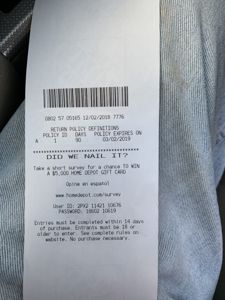 0802 57 05165 12/02/2018 7776
RETURN POLICY DEFINITIONS
POLICY ID DAYS POLICY EXPIRES ON
A 1 90 03/02/2019
DID WE NAIL IT?
Take a short survey for a chance TO WIN
A $5,000 HOME DEPOT GIFT CARD
Opine en español
www.homedepot.com/survey
User ID: 2PX2 11421 10676
PASSWORD: 18602 10619
Entries must be completed within 14 days
of purchase. Entrants must be 18 or
older to enter. See complete rules on
website. No purchase necessary.